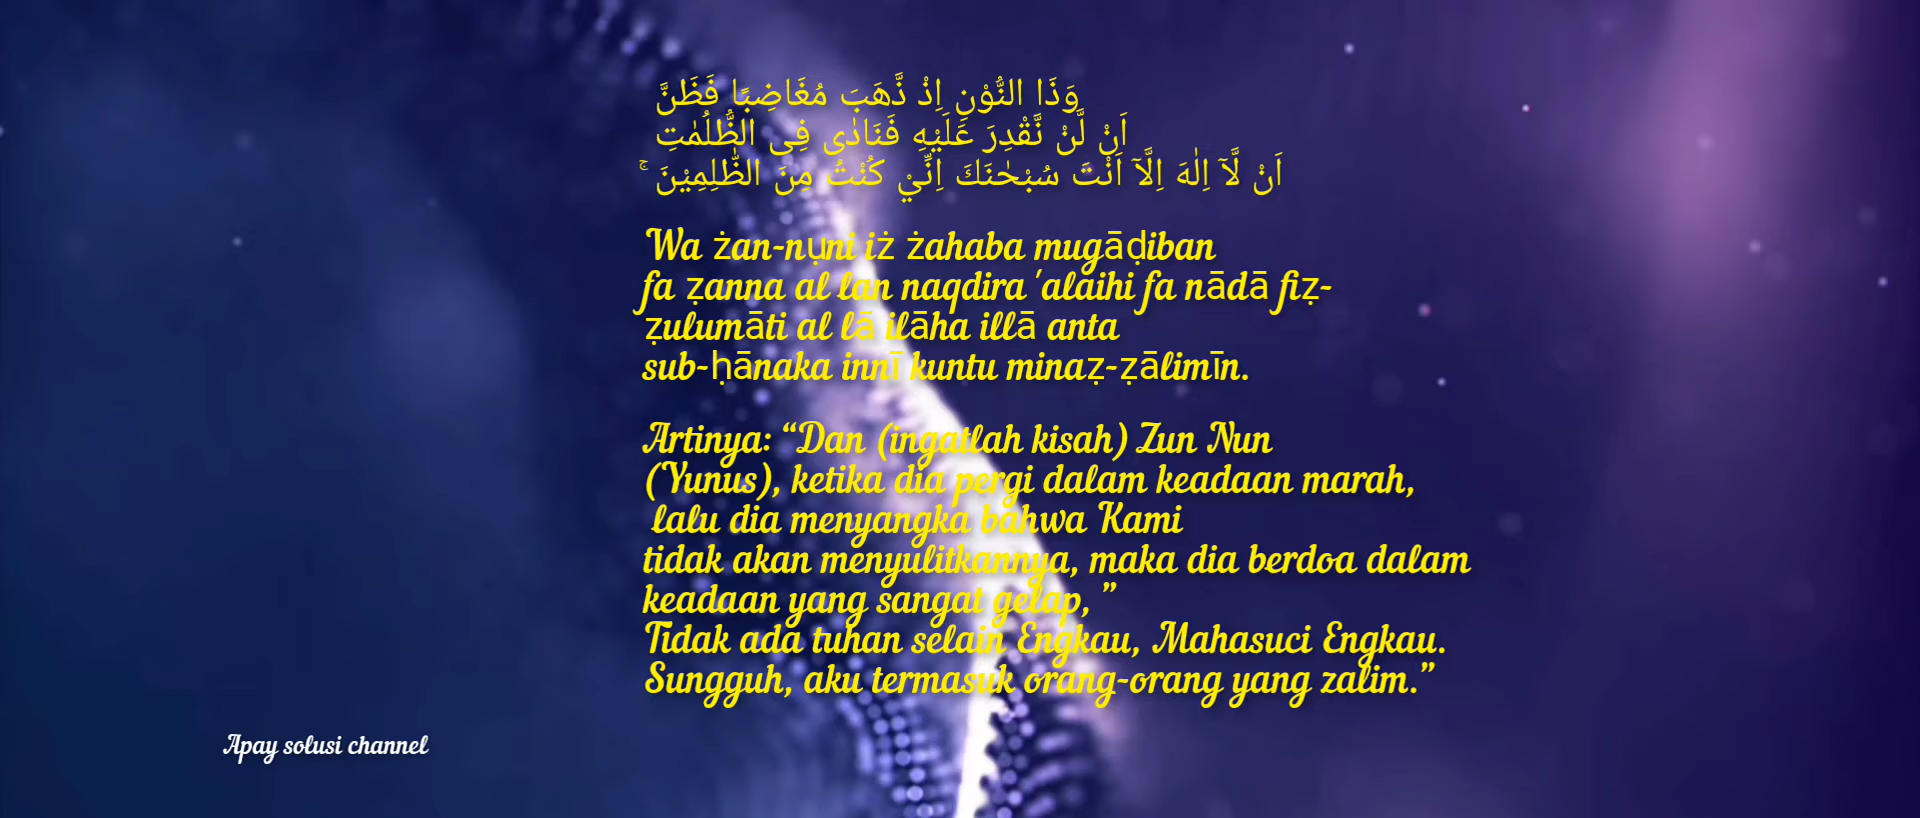 وَذَا النُّوْنِ اِذْ ذَّهَبَ مُغَاضِبًا فَظَنَّ
اَنْ لَّنْ نَّقْدِرَ عَلَيْهِ فَنَادٰى فِى الظُّلُمٰتِ
اَنْ لَّآ اِلٰهَ اِلَّآ اَنْتَ سُبْحٰنَكَ اِنِّيْ كُنْتُ مِنَ الظّٰلِمِيْنَ ۚ
Wa żan-nụni iż żahaba mugāḍiban
fa ẓanna al lan naqdira 'alaihi fa nādā fiẓ-
ẓulumāti al lā ilāha illā anta
sub-ḥānaka innī kuntu minaẓ-ẓālimīn.
Artinya: “Dan (ingatlah kisah) Zun Nun
(Yunus), ketika dia pergi dalam keadaan marah,
lalu dia menyangka bahwa Kami
tidak akan menyulitkannya, maka dia berdoa dalam
keadaan yang sangat gelap, ”
Tidak ada tuhan selain Engkau, Mahasuci Engkau.
Sungguh, aku termasuk orang-orang yang zalim.”
Apay solusi channel